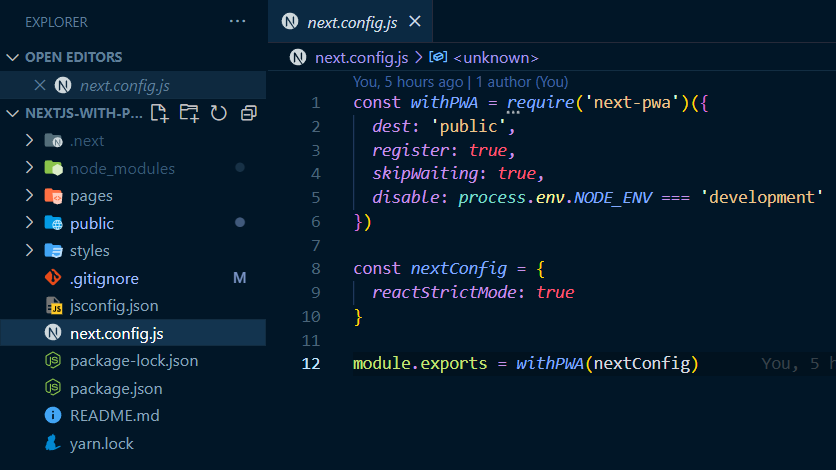 EXPLORER ...
OPEN EDITORS
next.config.js
NEXTJS-WITH-P...
.next
node_modules
pages
public
styles
.gitignore M
jsconfig.json
next.config.js
package-lock.json
package.json
README.md
yarn.lock
next.config.js
next.config.js > <unknown>
You, 5 hours ago | 1 author (You)
1 const withPWA = require('next-pwa')({
2 dest: 'public',
3 register: true,
4 skipWaiting: true,
5 disable: process.env.NODE_ENV === 'development'
6 })
7
8 const nextConfig = {
9 reactStrictMode: true
10 }
11
12 module.exports = withPWA(nextConfig) You, 5 h